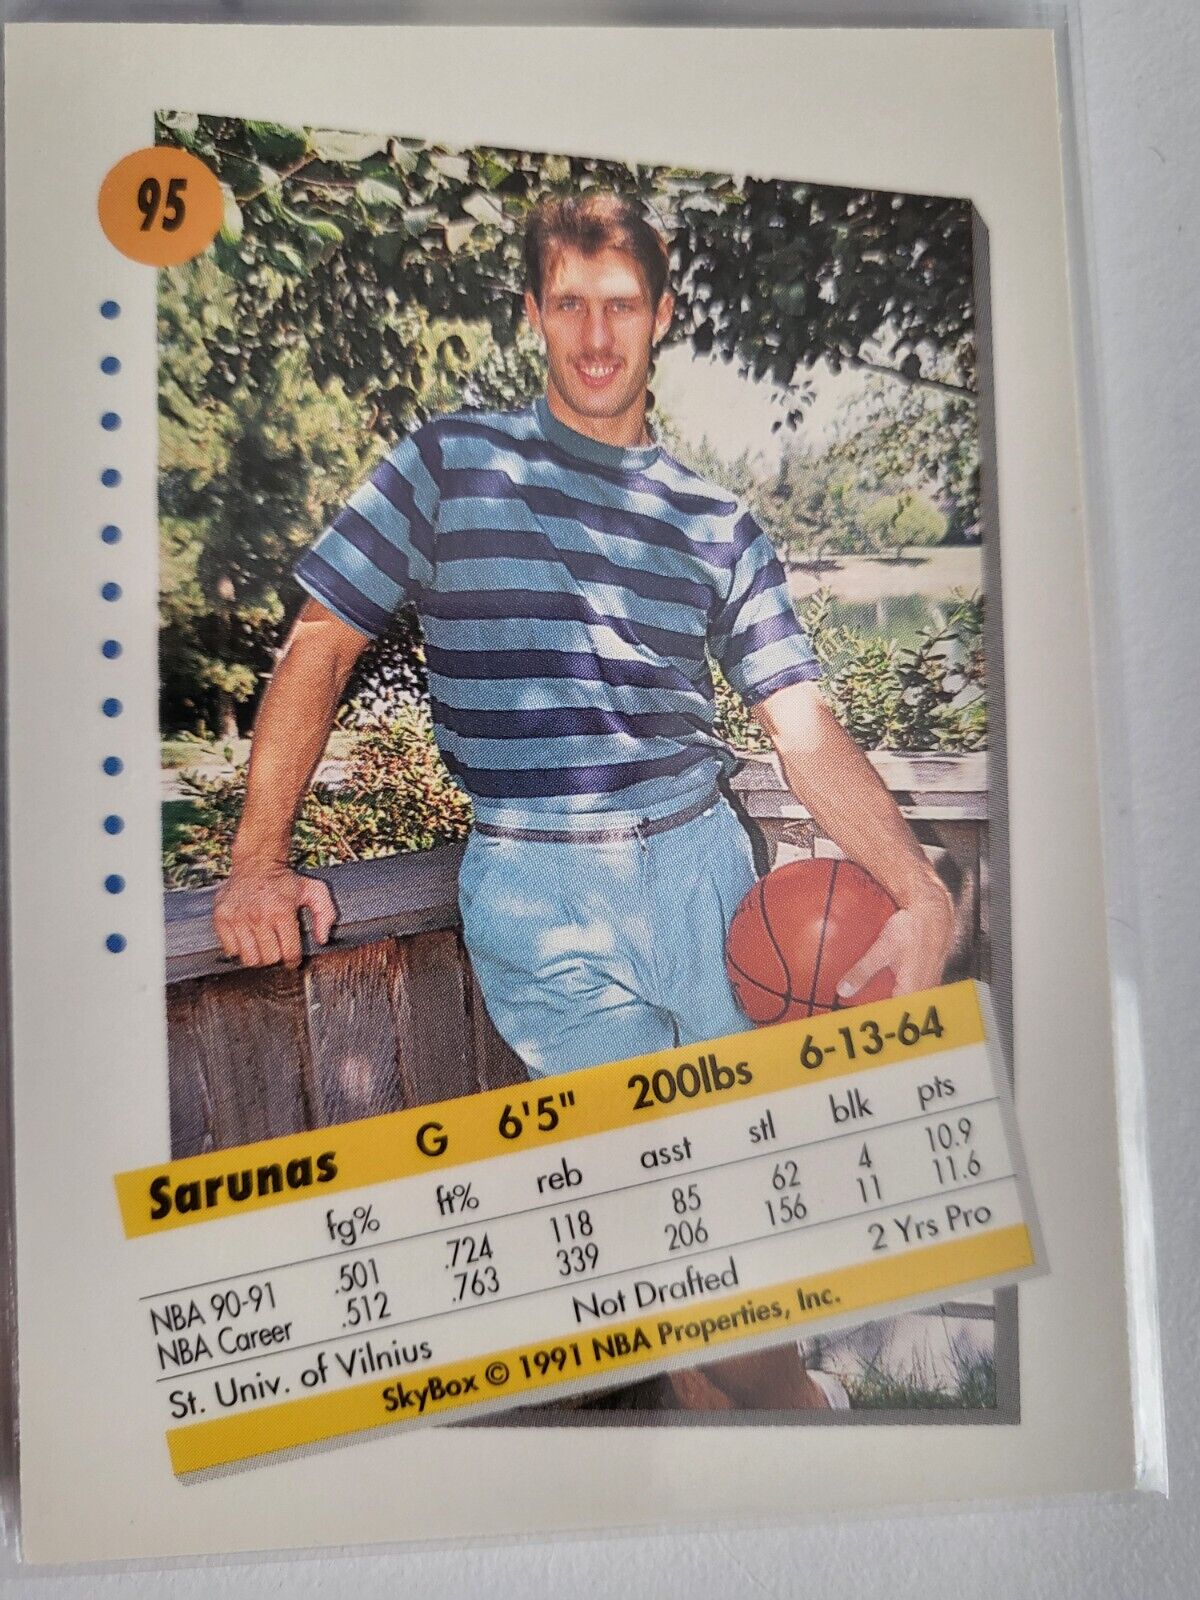 95
Sarunas G 6'5" 200lbs 6-13-64
fg% ft% reb asst stl blk pts
NBA 90-91 .501 .724 118 85 62 4 10.9
NBA Career .512 .763 339 206 156 11 11.6
St. Univ. of Vilnius Not Drafted 2 Yrs Pro
SkyBox © 1991 NBA Properties, Inc.